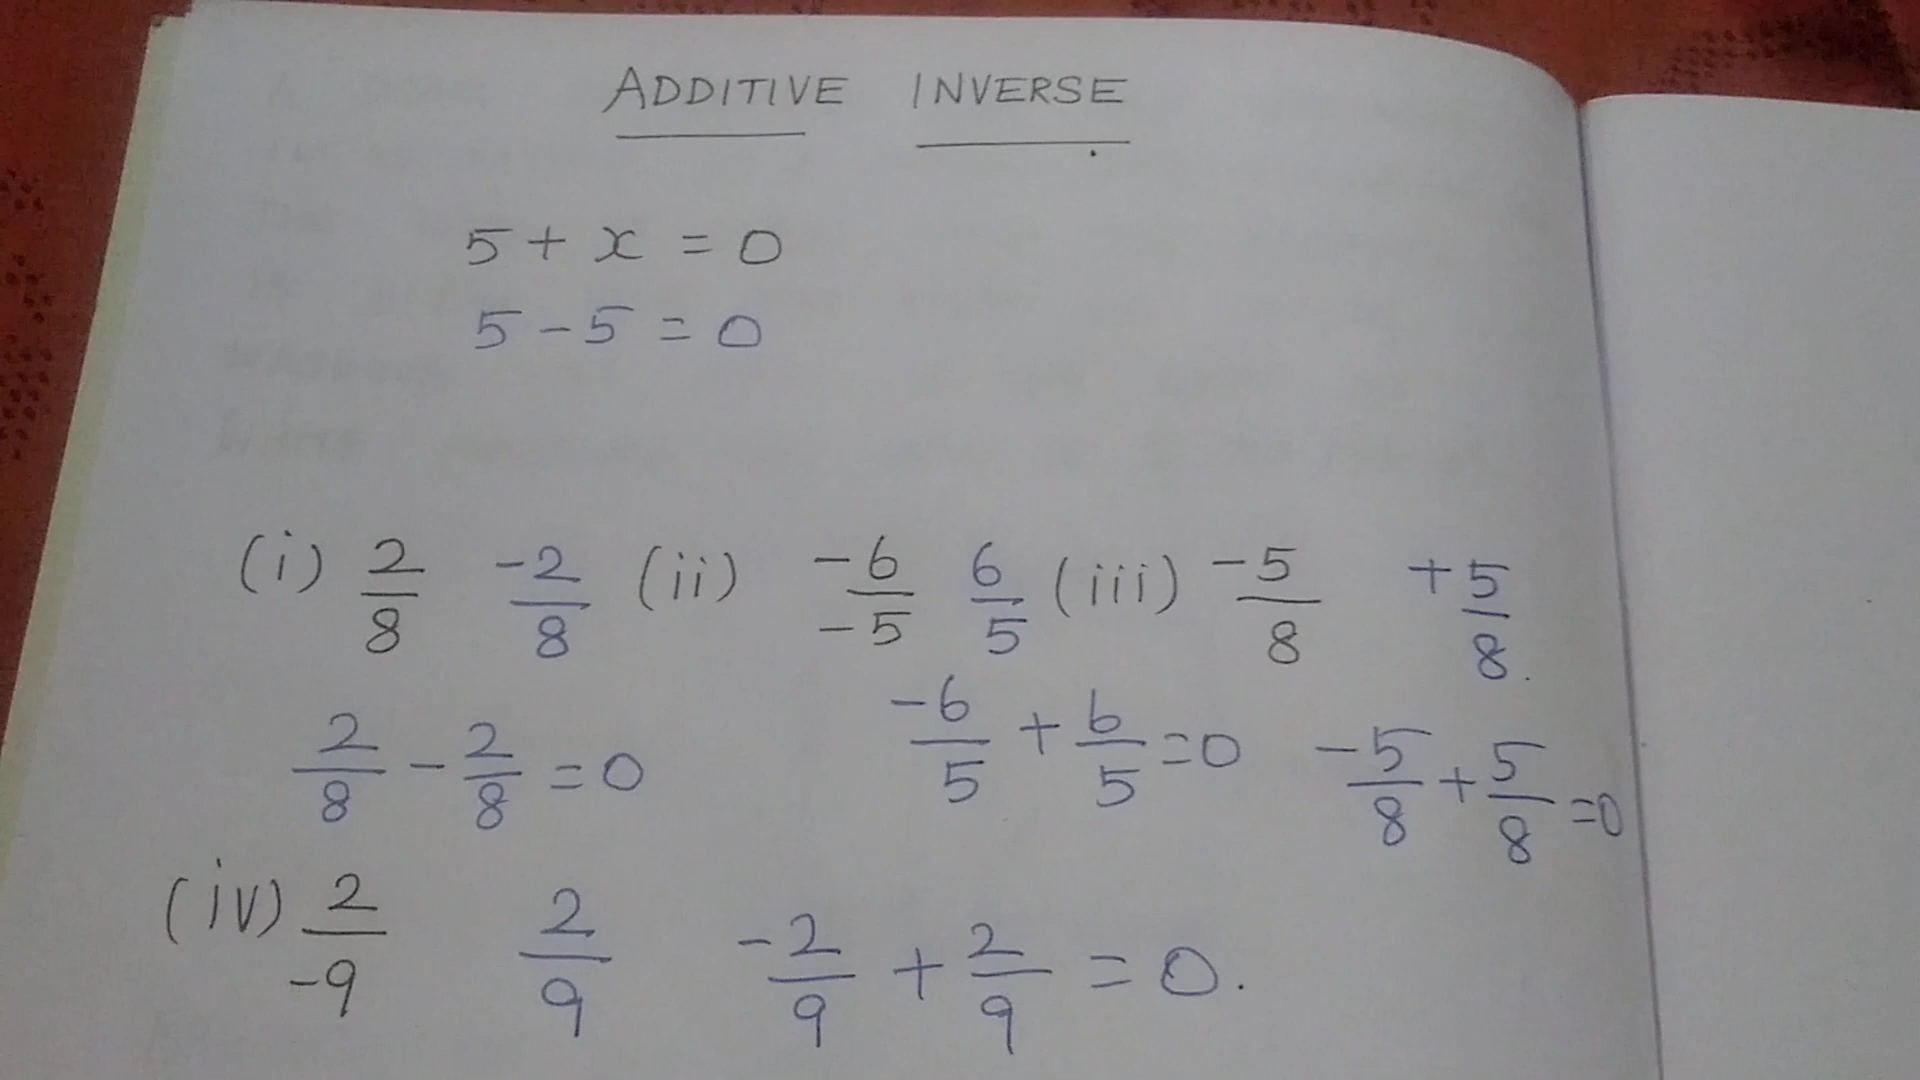 ADDITIVE INVERSE
5 + x = 0
5 - 5 = 0
(i) 2/8 -2/8 (ii) -6/-5 6/5 (iii) -5/8 +5/8.
2/8 - 2/8 = 0 -6/5 + 6/5 = 0 -5/8 + 5/8 = 0
(iv) 2/-9 2/9 -2/9 + 2/9 = 0.